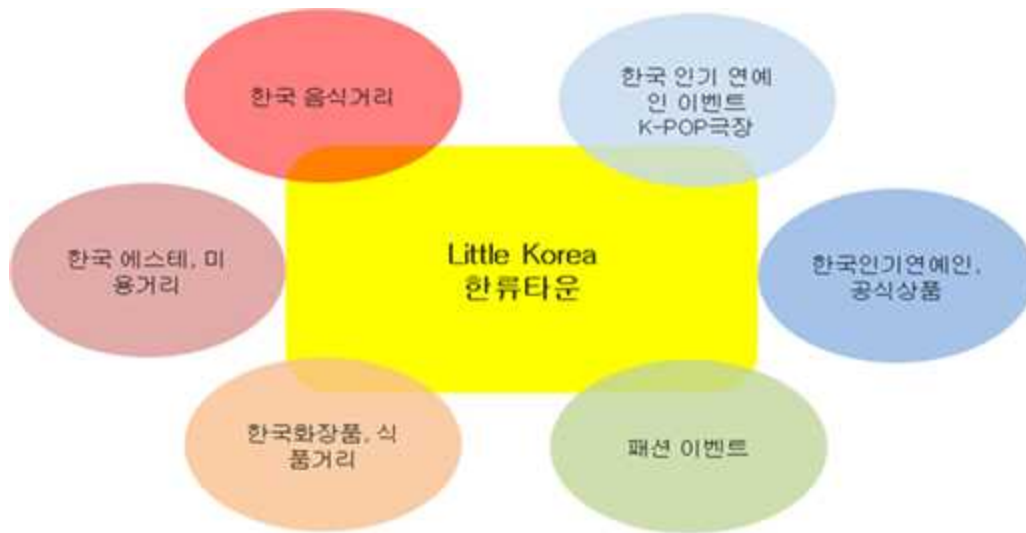 한국 음식거리
한국 인기 연예
인 이벤트
K-POP극장
한국 에스테, 미
용거리
Little Korea
한류타운
한국인기연예인,
공식상품
한국화장품, 식
품거리
패션 이벤트